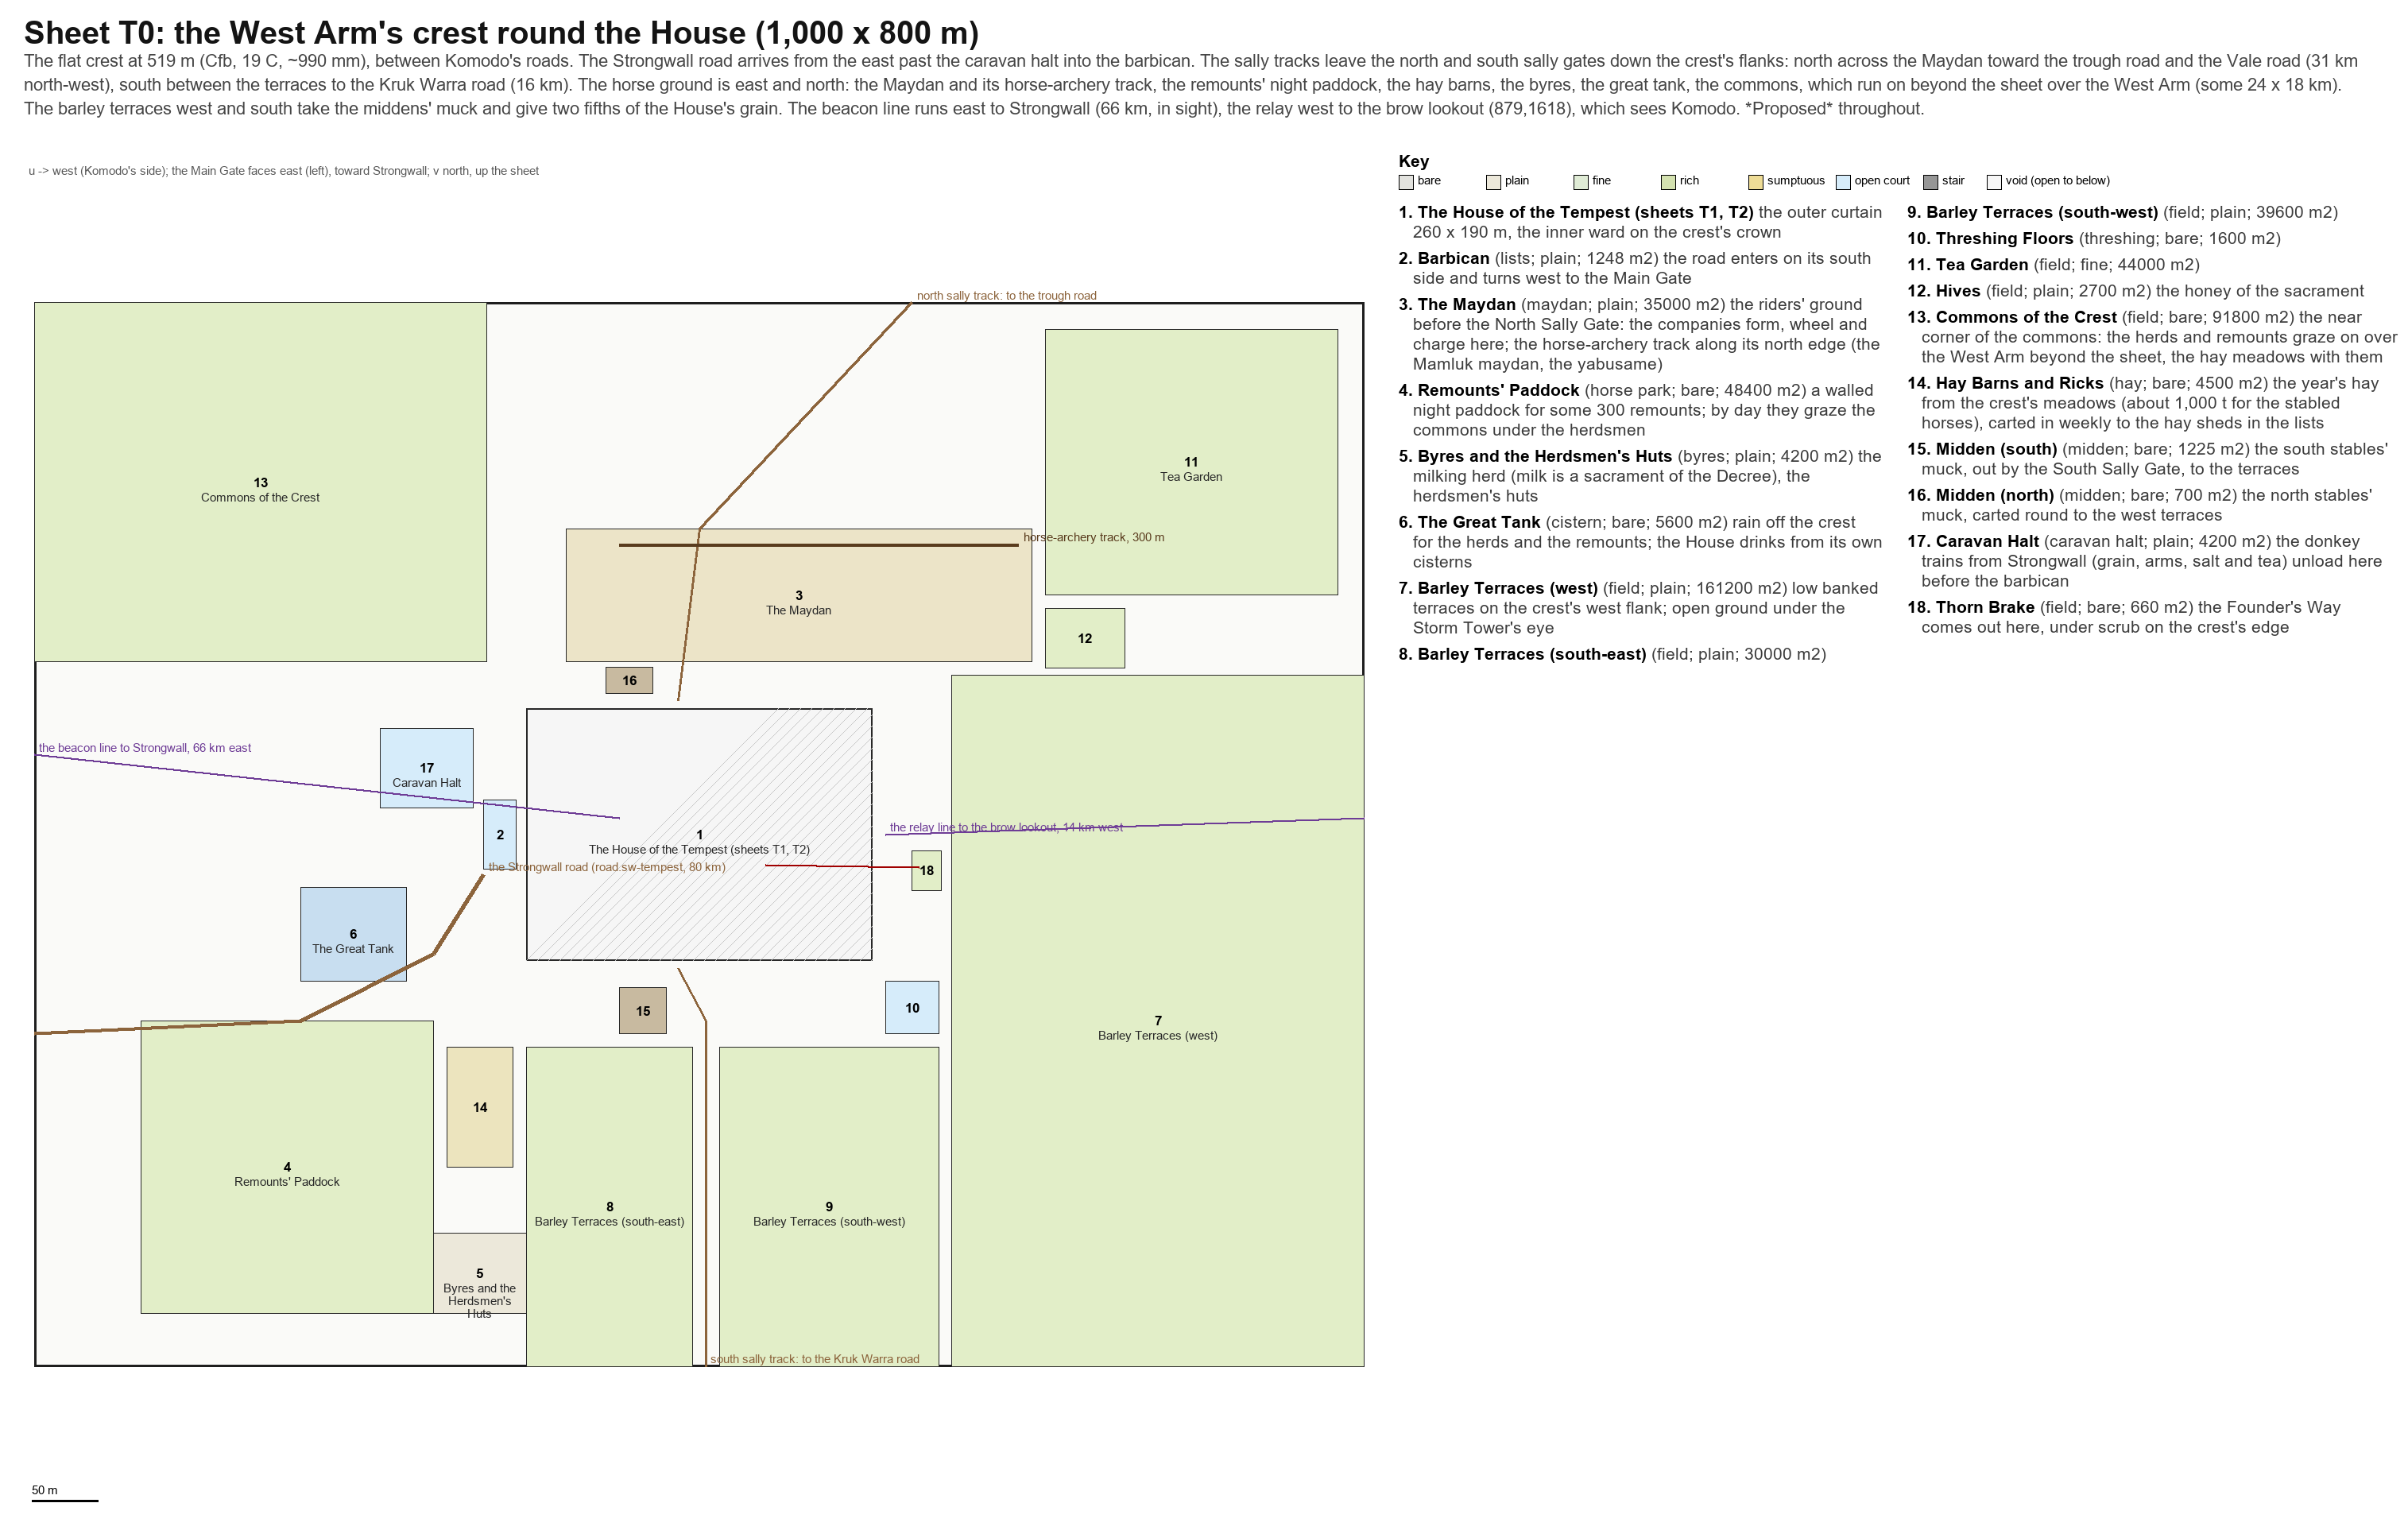 Sheet T0: the West Arm's crest round the House (1,000 x 800 m)
The flat crest at 519 m (Cfb, 19 C, ~990 mm), between Komodo's roads. The Strongwall road arrives from the east past the caravan halt into the barbican. The sally tracks leave the north and south sally gates down the crest's flanks: north across the Maydan toward the trough road and the Vale road (31 km
north-west), south between the terraces to the Kruk Warra road (16 km). The horse ground is east and north: the Maydan and its horse-archery track, the remounts' night paddock, the hay barns, the byres, the great tank, the commons, which run on beyond the sheet over the West Arm (some 24 x 18 km).
The barley terraces west and south take the middens' muck and give two fifths of the House's grain. The beacon line runs east to Strongwall (66 km, in sight), the relay west to the brow lookout (879,1618), which sees Komodo. *Proposed* throughout.
u -> west (Komodo's side); the Main Gate faces east (left), toward Strongwall; v north, up the sheet
north sally track: to the trough road
13
Commons of the Crest
11
Tea Garden
horse-archery track, 300 m
3
The Maydan
12
16
the beacon line to Strongwall, 66 km east
17
Caravan Halt
2
1
The House of the Tempest (sheets T1, T2)
the relay line to the brow lookout, 14 km west
the Strongwall road (road.sw-tempest, 80 km)
18
6
The Great Tank
15
10
7
Barley Terraces (west)
14
4
Remounts' Paddock
8
Barley Terraces (south-east)
9
Barley Terraces (south-west)
5
Byres and the
Herdsmen's
Huts
south sally track: to the Kruk Warra road
50 m
Key
bare
plain
fine
rich
sumptuous
open court
stair
void (open to below)
1. The House of the Tempest (sheets T1, T2) the outer curtain
260 x 190 m, the inner ward on the crest's crown
2. Barbican (lists; plain; 1248 m2) the road enters on its south
side and turns west to the Main Gate
3. The Maydan (maydan; plain; 35000 m2) the riders' ground
before the North Sally Gate: the companies form, wheel and
charge here; the horse-archery track along its north edge (the
Mamluk maydan, the yabusame)
4. Remounts' Paddock (horse park; bare; 48400 m2) a walled
night paddock for some 300 remounts; by day they graze the
commons under the herdsmen
5. Byres and the Herdsmen's Huts (byres; plain; 4200 m2) the
milking herd (milk is a sacrament of the Decree), the
herdsmen's huts
6. The Great Tank (cistern; bare; 5600 m2) rain off the crest
for the herds and the remounts; the House drinks from its own
cisterns
7. Barley Terraces (west) (field; plain; 161200 m2) low banked
terraces on the crest's west flank; open ground under the
Storm Tower's eye
8. Barley Terraces (south-east) (field; plain; 30000 m2)
9. Barley Terraces (south-west) (field; plain; 39600 m2)
10. Threshing Floors (threshing; bare; 1600 m2)
11. Tea Garden (field; fine; 44000 m2)
12. Hives (field; plain; 2700 m2) the honey of the sacrament
13. Commons of the Crest (field; bare; 91800 m2) the near
corner of the commons: the herds and remounts graze on over
the West Arm beyond the sheet, the hay meadows with them
14. Hay Barns and Ricks (hay; bare; 4500 m2) the year's hay
from the crest's meadows (about 1,000 t for the stabled
horses), carted in weekly to the hay sheds in the lists
15. Midden (south) (midden; bare; 1225 m2) the south stables'
muck, out by the South Sally Gate, to the terraces
16. Midden (north) (midden; bare; 700 m2) the north stables'
muck, carted round to the west terraces
17. Caravan Halt (caravan halt; plain; 4200 m2) the donkey
trains from Strongwall (grain, arms, salt and tea) unload here
before the barbican
18. Thorn Brake (field; bare; 660 m2) the Founder's Way
comes out here, under scrub on the crest's edge